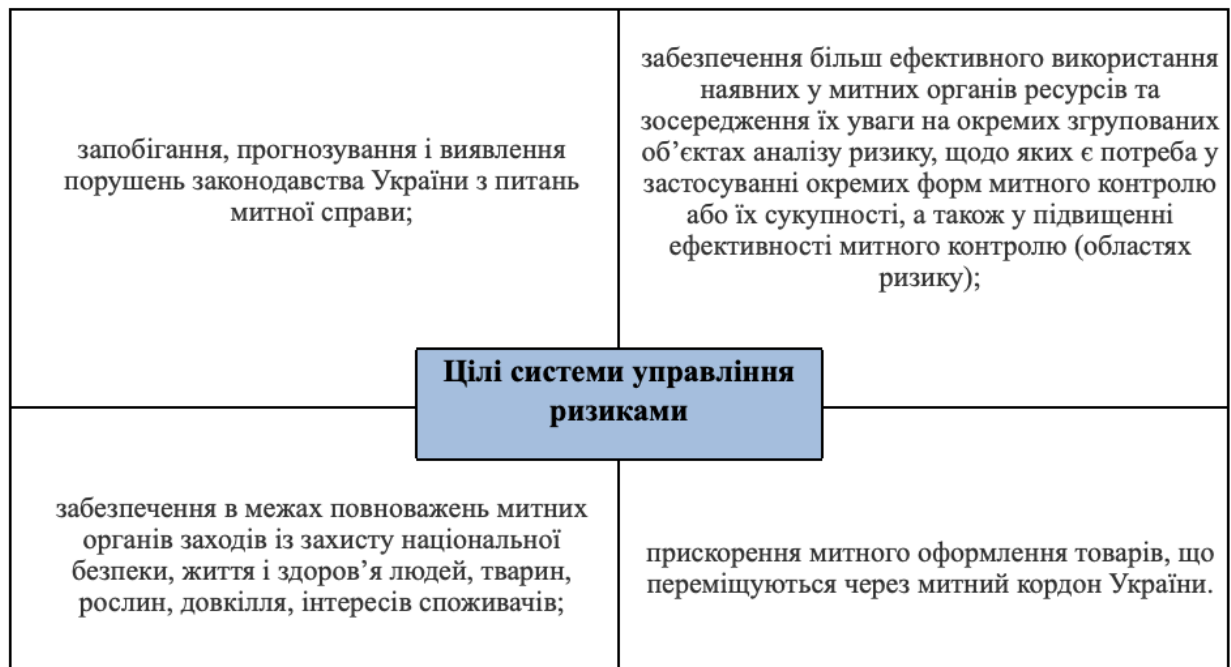 запобігання, прогнозування і виявлення
порушень законодавства України з питань
митної справи;
забезпечення більш ефективного використання
наявних у митних органів ресурсів та
зосередження їх уваги на окремих згрупованих
об’єктах аналізу ризику, щодо яких є потреба у
застосуванні окремих форм митного контролю
або їх сукупності, а також у підвищенні
ефективності митного контролю (областях
ризику);
Цілі системи управління
ризиками
забезпечення в межах повноважень митних
органів заходів із захисту національної
безпеки, життя і здоров’я людей, тварин,
рослин, довкілля, інтересів споживачів;
прискорення митного оформлення товарів, що
переміщуються через митний кордон України.